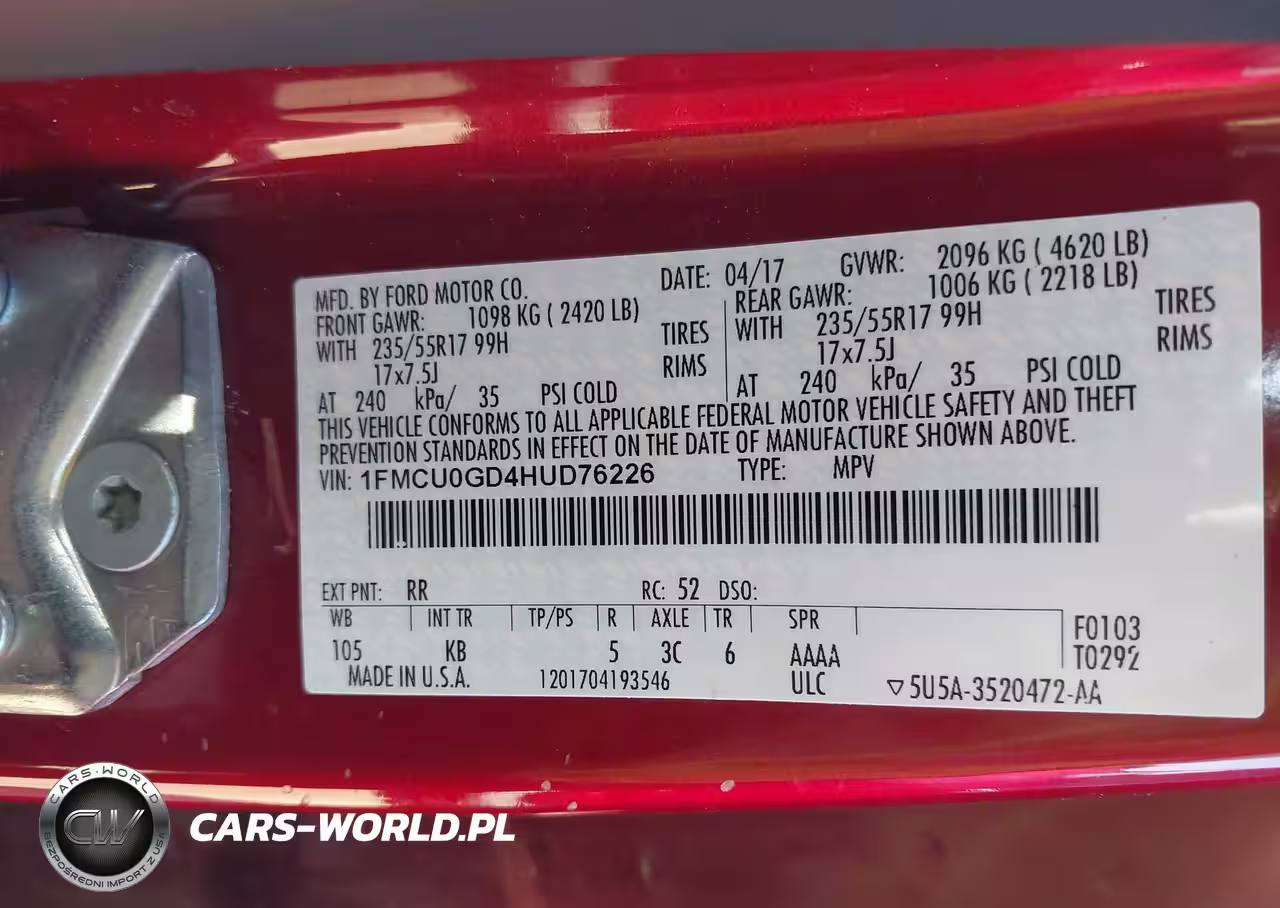 MFD. BY FORD MOTOR CO. DATE: 04/17 GVWR: 2096 KG ( 4620 LB)
FRONT GAWR: 1098 KG ( 2420 LB) REAR GAWR: 1006 KG ( 2218 LB)
WITH 235/55R17 99H TIRES WITH 235/55R17 99H TIRES
17x7.5J RIMS 17x7.5J RIMS
AT 240 kPa/ 35 PSI COLD AT 240 kPa/ 35 PSI COLD
THIS VEHICLE CONFORMS TO ALL APPLICABLE FEDERAL MOTOR VEHICLE SAFETY AND THEFT
PREVENTION STANDARDS IN EFFECT ON THE DATE OF MANUFACTURE SHOWN ABOVE.
VIN: 1FMCU0GD4HUD76226 TYPE: MPV
EXT PNT: RR RC: 52 DSO:
WB INT TR TP/PS R AXLE TR SPR
105 KB 5 3C 6 AAAA
F0103
T0292
MADE IN U.S.A. 1201704193546 ULC ▽5U5A-3520472-AA
CARS-WORLD
CW
BEZPOŚREDNI IMPORT Z USA
CARS-WORLD.PL